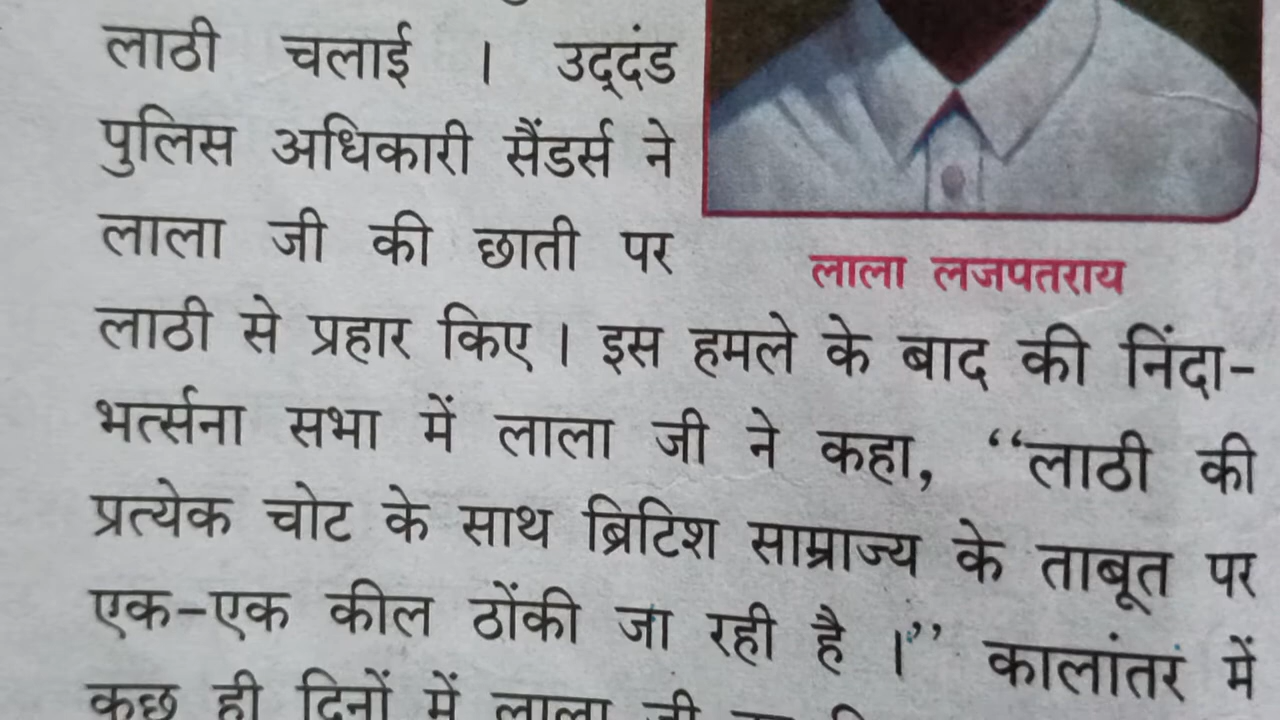 लाठी चलाई । उद्दंड
पुलिस अधिकारी सैंडर्स ने
लाला जी की छाती पर
लाला लजपतराय
लाठी से प्रहार किए । इस हमले के बाद की निंदा-
भर्त्सना सभा में लाला जी ने कहा, “लाठी की
प्रत्येक चोट के साथ ब्रिटिश साम्राज्य के ताबूत पर
एक-एक कील ठोंकी जा रही है ।” कालांतर में
कुछ ही दिनों में लाला जी